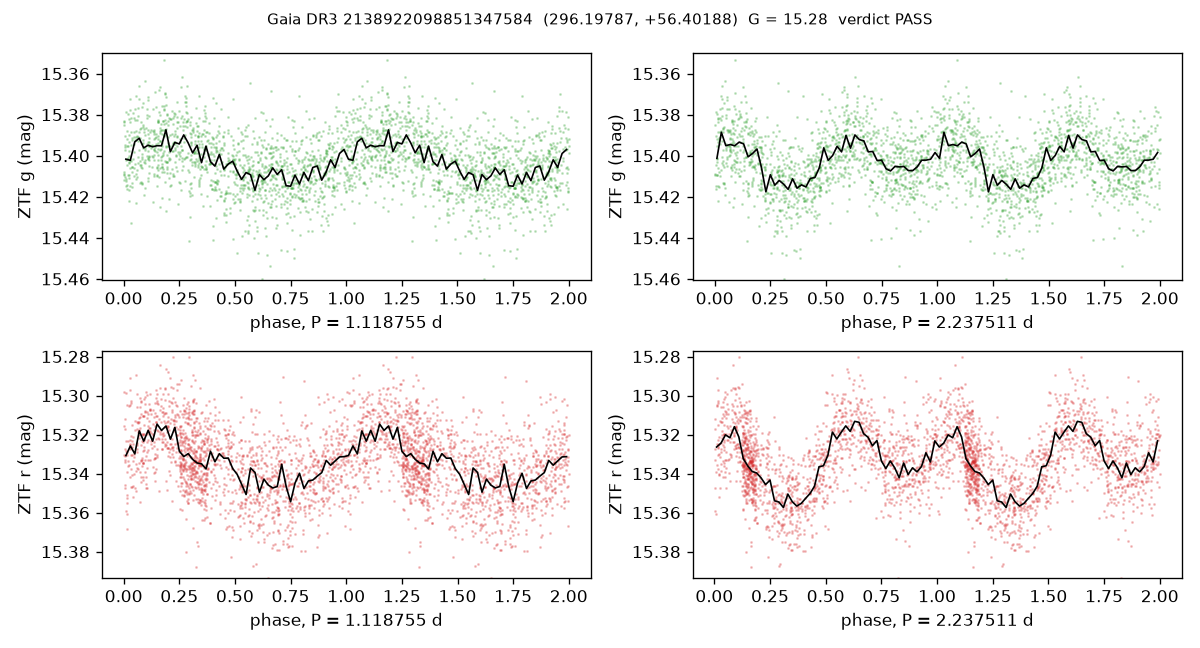 Gaia DR3 2138922098851347584 (296.19787, +56.40188) G = 15.28 verdict PASS
ZTF g (mag)
15.36
15.38
15.40
15.42
15.44
15.46
0.00 0.25 0.50 0.75 1.00 1.25 1.50 1.75 2.00
phase, P = 1.118755 d
ZTF g (mag)
15.36
15.38
15.40
15.42
15.44
15.46
0.00 0.25 0.50 0.75 1.00 1.25 1.50 1.75 2.00
phase, P = 2.237511 d
ZTF r (mag)
15.28
15.30
15.32
15.34
15.36
15.38
0.00 0.25 0.50 0.75 1.00 1.25 1.50 1.75 2.00
phase, P = 1.118755 d
ZTF r (mag)
15.28
15.30
15.32
15.34
15.36
15.38
0.00 0.25 0.50 0.75 1.00 1.25 1.50 1.75 2.00
phase, P = 2.237511 d